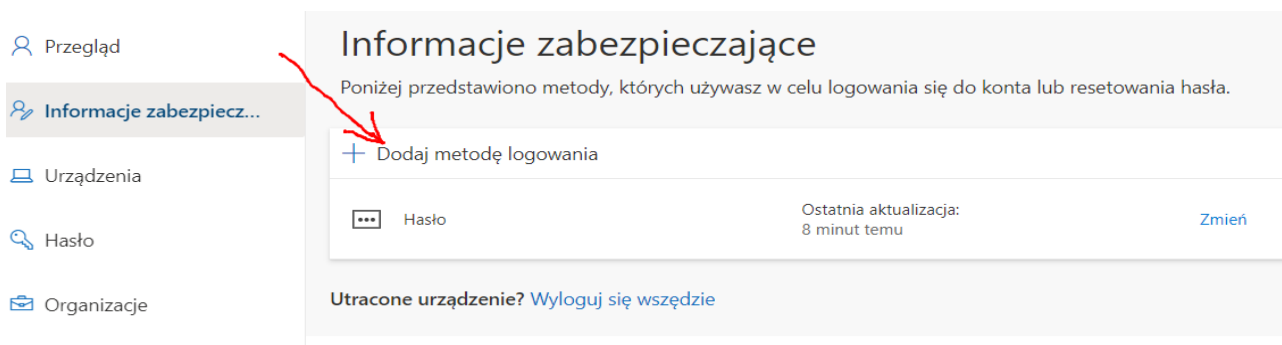 Przegląd
Informacje zabezpiecz...
Urządzenia
Hasło
Organizacje
Informacje zabezpieczające
Poniżej przedstawiono metody, których używasz w celu logowania się do konta lub resetowania hasła.
+ Dodaj metodę logowania
Hasło
Ostatnia aktualizacja:
8 minut temu
Zmień
Utracone urządzenie? Wyloguj się wszędzie